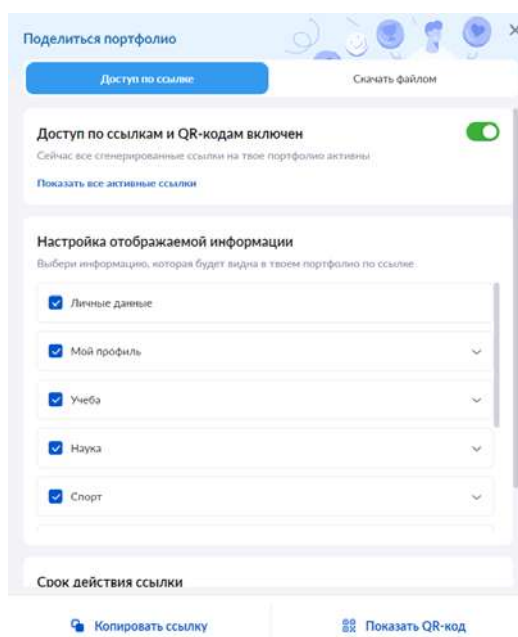 Поделиться портфолио
Доступ по ссылке
Скачать файлом
Доступ по ссылкам и QR-кодам включен
Сейчас все сгенерированные ссылки на твое портфолио активны
Показать все активные ссылки
Настройка отображаемой информации
Выбери информацию, которая будет видна в твоем портфолио по ссылке
Личные данные
Мой профиль
Учеба
Наука
Спорт
Срок действия ссылки
Копировать ссылку
Показать QR-код